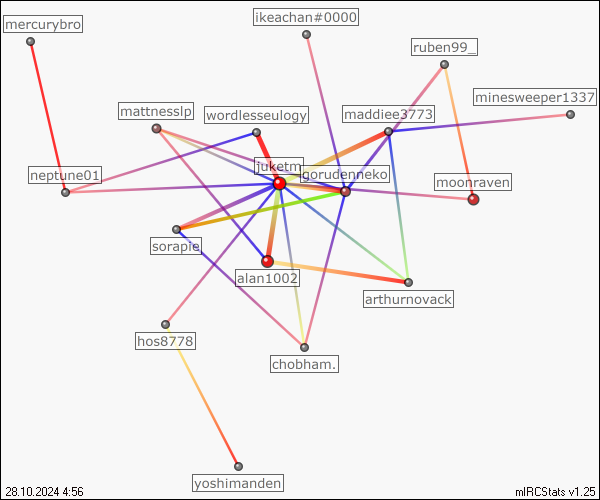 mercurybro
ikeachan#0000
ruben99_
minesweeper1337
mattnesslp
wordlesseulogy
maddiee3773
juketm
gorudenneko
neptune01
moonraven
sorapie
alan1002
arthurnovack
hos8778
chobham.
yoshimanden
28.10.2024 4:56
mIRCStats v1.25